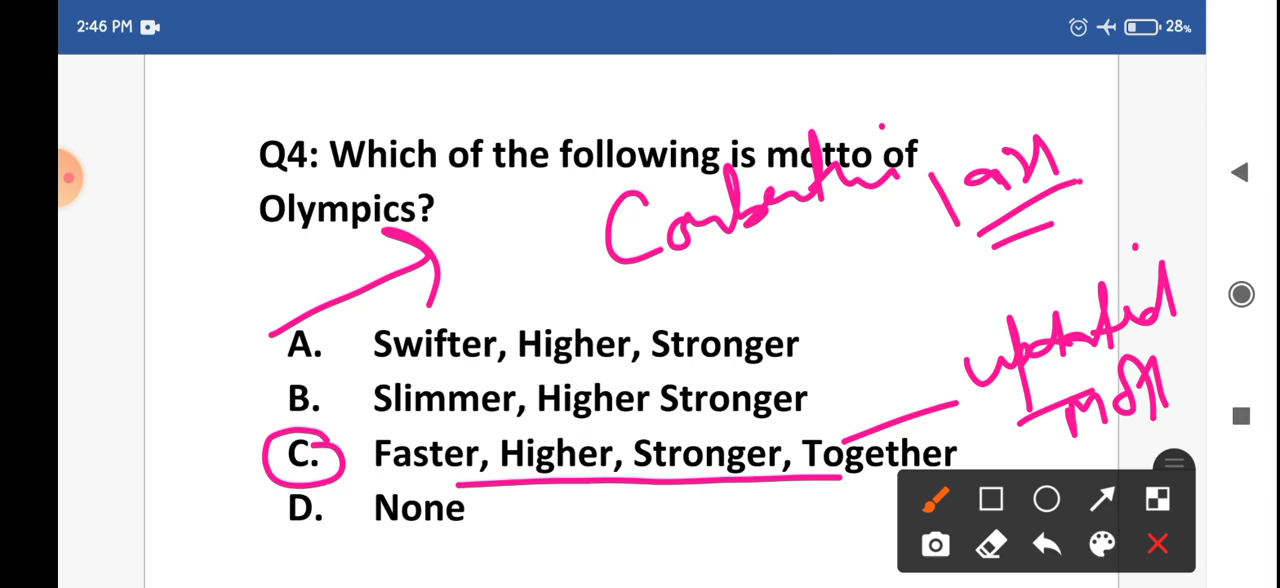 2:46 PM
28%
Q4: Which of the following is motto of
Olympics?
A. Swifter, Higher, Stronger
B. Slimmer, Higher Stronger
C. Faster, Higher, Stronger, Together
D. None